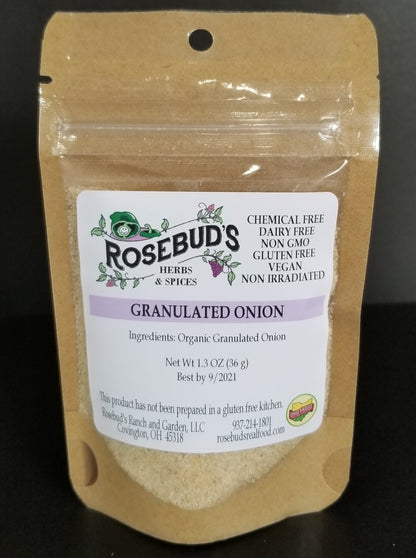 ROSEBUD'S
HERBS
& SPICES
CHEMICAL FREE
DAIRY FREE
NON GMO
GLUTEN FREE
VEGAN
NON IRRADIATED
GRANULATED ONION
Ingredients: Organic Granulated Onion
Net Wt 1.3 OZ (36 g)
Best by 9/2021
This product has not been prepared in a gluten free kitchen.
Rosebud's Ranch and Garden, LLC
Covington, OH 45318
937-214-1801
rosebudsrealfood.com